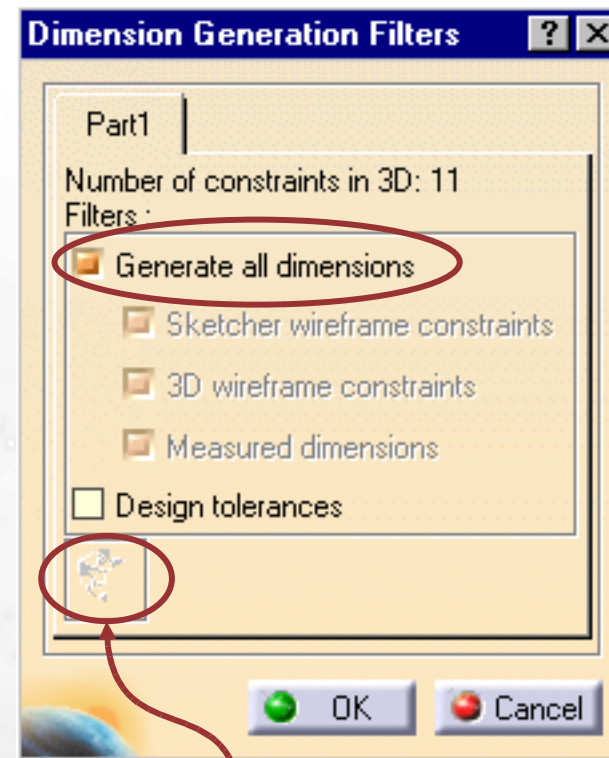 Dimension Generation Filters
Part1
Number of constraints in 3D: 11
Filters :
Generate all dimensions
Sketcher wireframe constraints
3D wireframe constraints
Measured dimensions
Design tolerances
OK Cancel